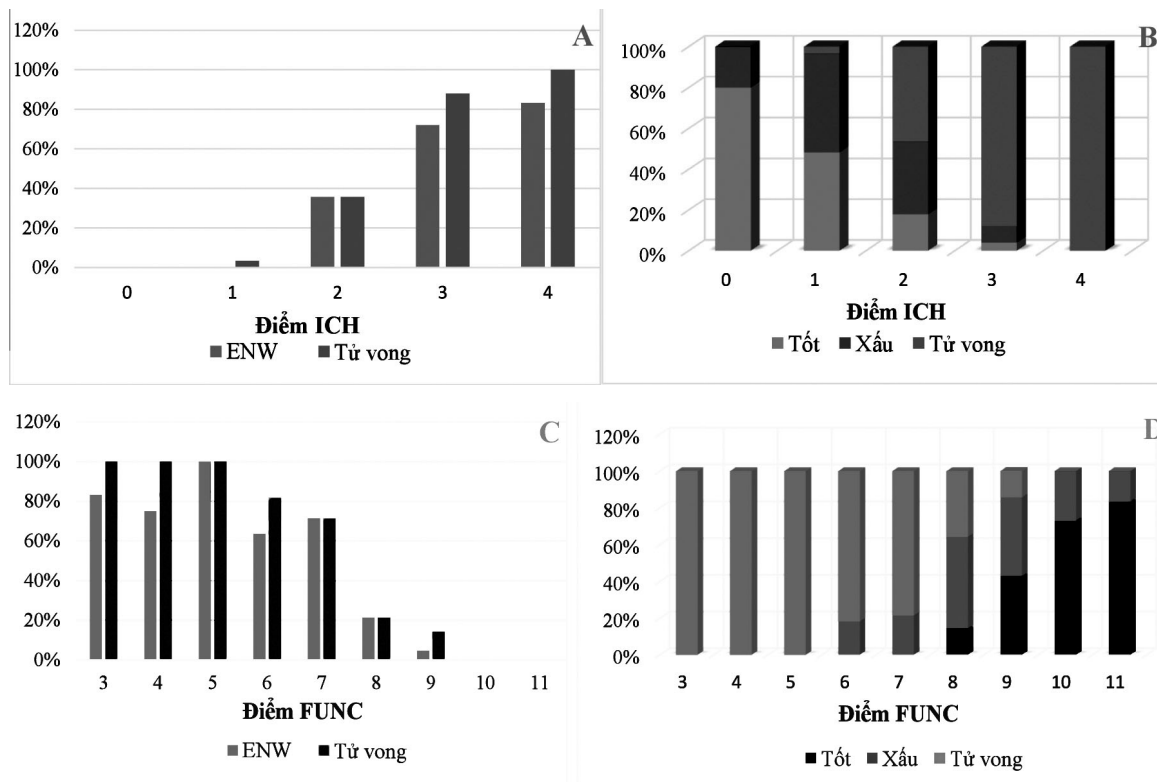 A
120%
100%
80%
60%
40%
20%
0%
0 1 2 3 4
Điểm ICH
ENW Tử vong
B
100%
80%
60%
40%
20%
0%
0 1 2 3 4
Điểm ICH
Tốt Xấu Tử vong
C
120%
100%
80%
60%
40%
20%
0%
3 4 5 6 7 8 9 10 11
Điểm FUNC
ENW Tử vong
D
120%
100%
80%
60%
40%
20%
0%
3 4 5 6 7 8 9 10 11
Điểm FUNC
Tốt Xấu Tử vong